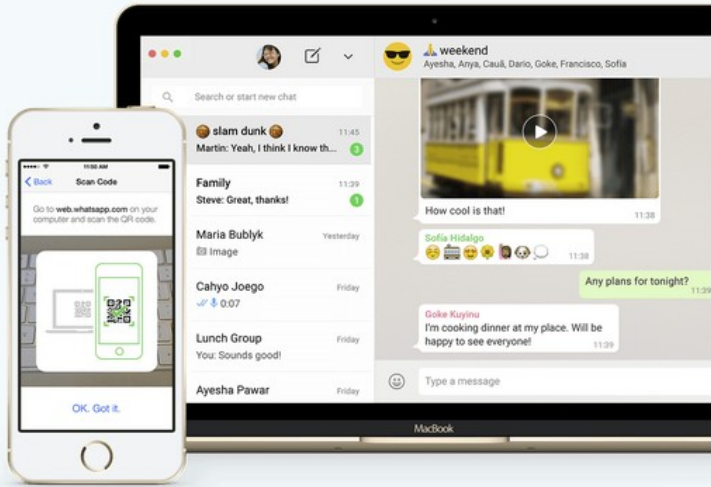 11:00 AM
Back
Scan Code
Go to web.whatsapp.com on your
computer and scan the QR code.
OK. Got it.
Search or start new chat
slam dunk
11:45
Martin: Yeah, I think I know th...
3
Family
11:39
Steve: Great, thanks!
1
Maria Bublyk
Yesterday
Image
Cahyo Joego
Friday
0:07
Lunch Group
Friday
You: Sounds good!
Ayesha Pawar
Friday
🙏 weekend
Ayesha, Anya, Cauã, Dario, Goke, Francisco, Sofia
How cool is that!
11:38
Sofía Hidalgo
11:38
Any plans for tonight?
11:39
Goke Kuyinu
I'm cooking dinner at my place. Will be
happy to see everyone!
11:39
Type a message
MacBook